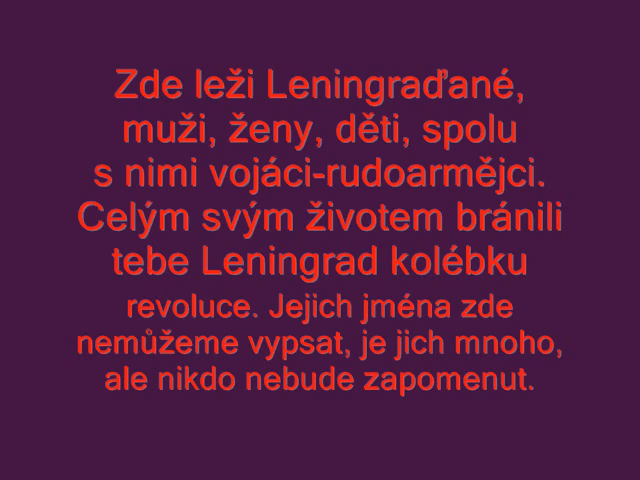 Zde leži Leningraďané,
muži, ženy, děti, spolu
s nimi vojáci-rudoarmějci.
Celým svým životem bránili
tebe Leningrad kolébku
revoluce. Jejich jména zde
nemůžeme vypsat, je jich mnoho,
ale nikdo nebude zapomenut.